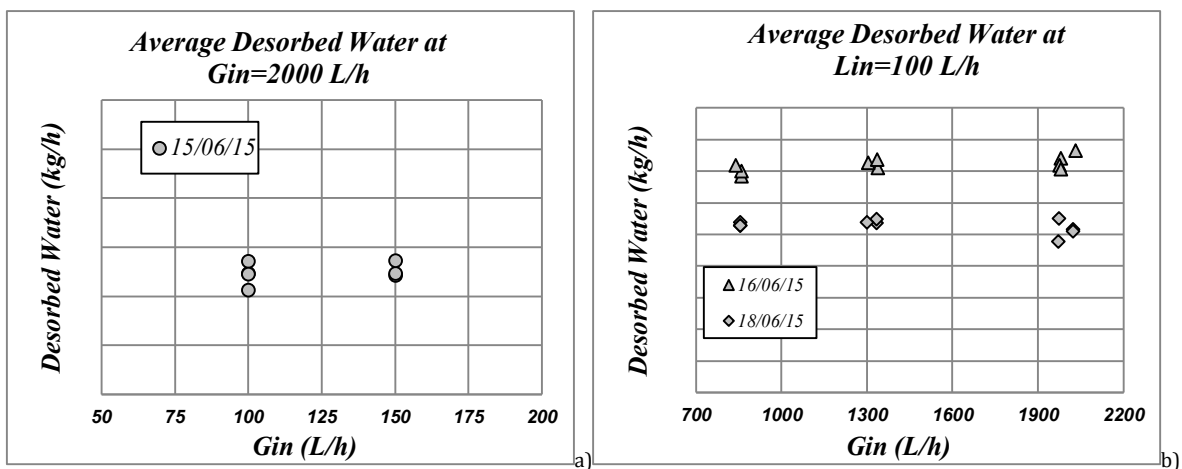 Average Desorbed Water at
Gin=2000 L/h
Desorbed Water (kg/h)
15/06/15
50 75 100 125 150 175 200
Gin (L/h)
a)
Average Desorbed Water at
Lin=100 L/h
Desorbed Water (kg/h)
16/06/15
18/06/15
700 1000 1300 1600 1900 2200
Gin (L/h)
b)